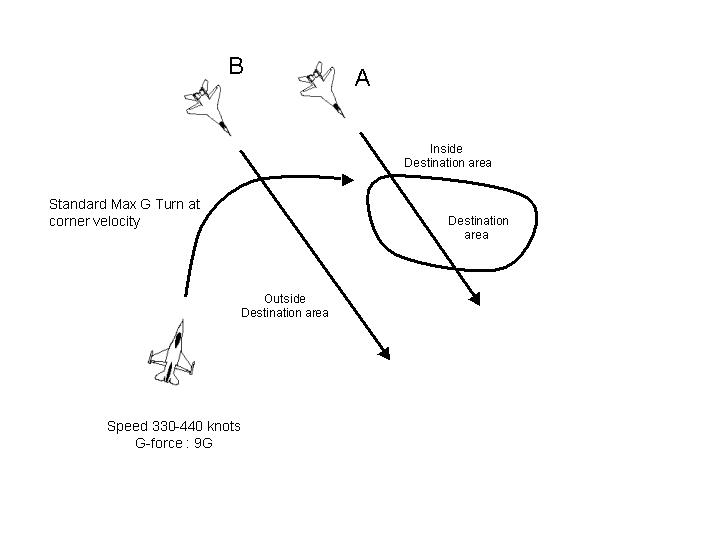 B
A
Inside
Destination area
Standard Max G Turn at
corner velocity
Destination
area
Outside
Destination area
Speed 330-440 knots
G-force : 9G